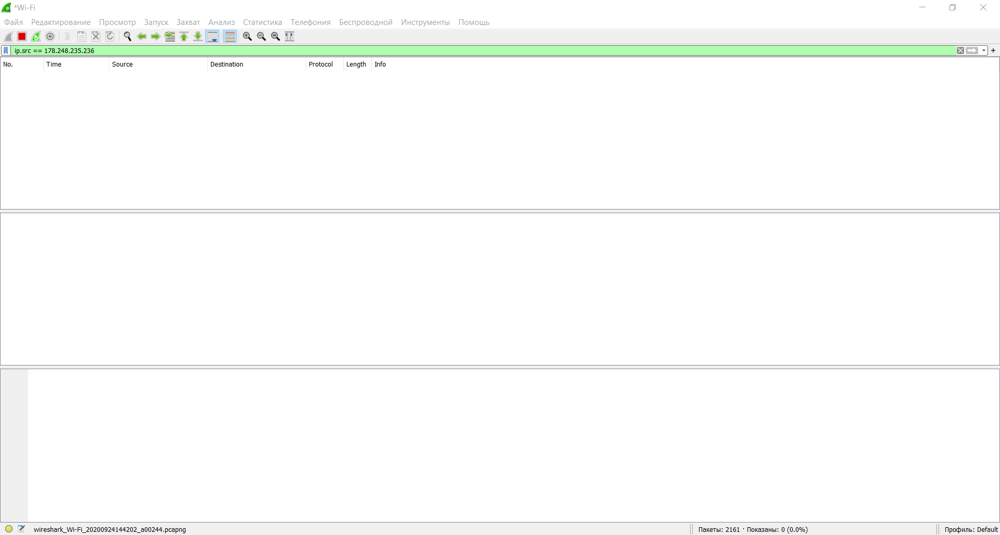 *Wi-Fi
Файл Редактирование Просмотр Запуск Захват Анализ Статистика Телефония Беспроводной Инструменты Помощь
ip.src == 178.248.235.236
No. Time Source Destination Protocol Length Info
wireshark_Wi-Fi_20200924144202_a00244.pcapng Пакеты: 2161 · Показаны: 0 (0.0%) Профиль: Default